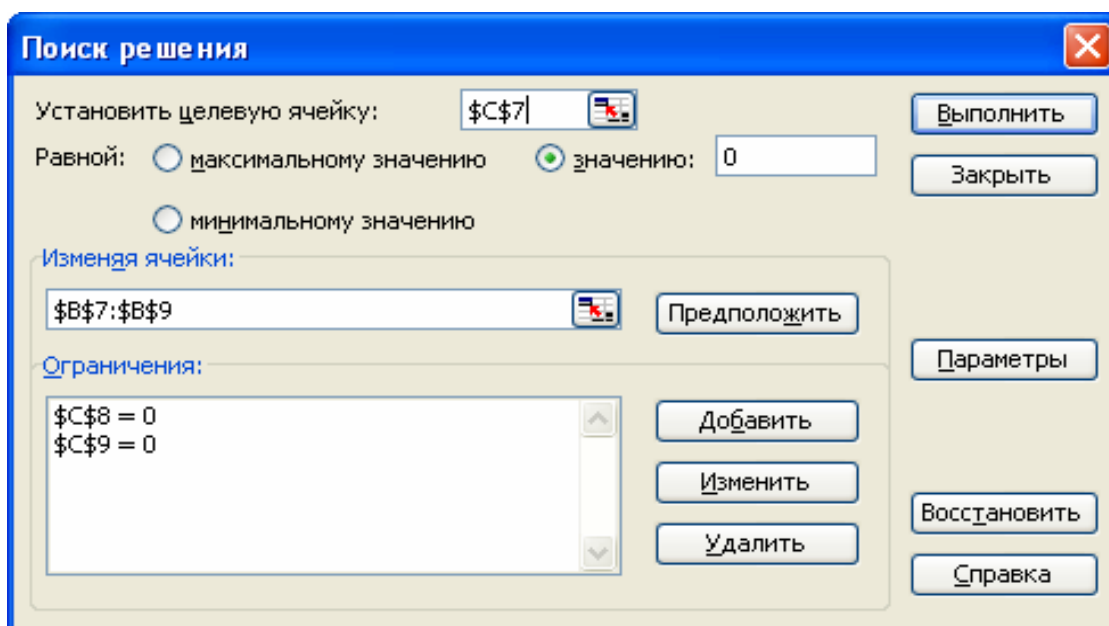 Поиск решения
Установить целевую ячейку: $C$7 Выполнить
Равной: максимальному значению значению: 0 Закрыть
минимальному значению
Изменяя ячейки:
$B$7:$B$9 Предположить
Ограничения: Параметры
$C$8 = 0 Добавить
$C$9 = 0
Изменить
Восстановить
Удалить
Справка